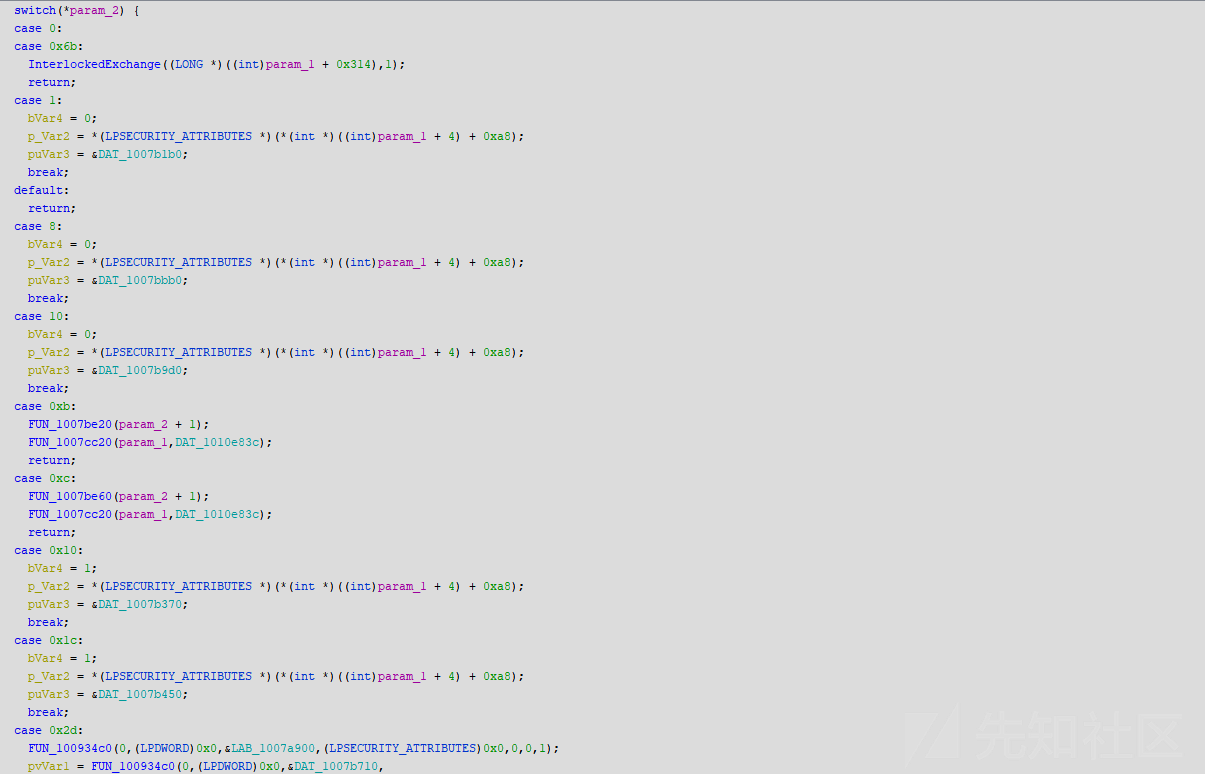 switch(*param_2) {
case 0:
case 0x6b:
  InterlockedExchange((LONG *)((int)param_1 + 0x314),1);
  return;
case 1:
  bVar4 = 0;
  p_Var2 = *(LPSECURITY_ATTRIBUTES *)(*(int *)((int)param_1 + 4) + 0xa8);
  puVar3 = &DAT_1007b1b0;
  break;
default:
  return;
case 8:
  bVar4 = 0;
  p_Var2 = *(LPSECURITY_ATTRIBUTES *)(*(int *)((int)param_1 + 4) + 0xa8);
  puVar3 = &DAT_1007bbb0;
  break;
case 10:
  bVar4 = 0;
  p_Var2 = *(LPSECURITY_ATTRIBUTES *)(*(int *)((int)param_1 + 4) + 0xa8);
  puVar3 = &DAT_1007b9d0;
  break;
case 0xb:
  FUN_1007be20(param_2 + 1);
  FUN_1007cc20(param_1,DAT_1010e83c);
  return;
case 0xc:
  FUN_1007be60(param_2 + 1);
  FUN_1007cc20(param_1,DAT_1010e83c);
  return;
case 0x10:
  bVar4 = 1;
  p_Var2 = *(LPSECURITY_ATTRIBUTES *)(*(int *)((int)param_1 + 4) + 0xa8);
  puVar3 = &DAT_1007b370;
  break;
case 0x1c:
  bVar4 = 1;
  p_Var2 = *(LPSECURITY_ATTRIBUTES *)(*(int *)((int)param_1 + 4) + 0xa8);
  puVar3 = &DAT_1007b450;
  break;
case 0x2d:
  FUN_100934c0(0,(LPDWORD)0x0,&LAB_1007a900,(LPSECURITY_ATTRIBUTES)0x0,0,0,1);
  pvVar1 = FUN_100934c0(0,(LPDWORD)0x0,&DAT_1007b710,
先知社区